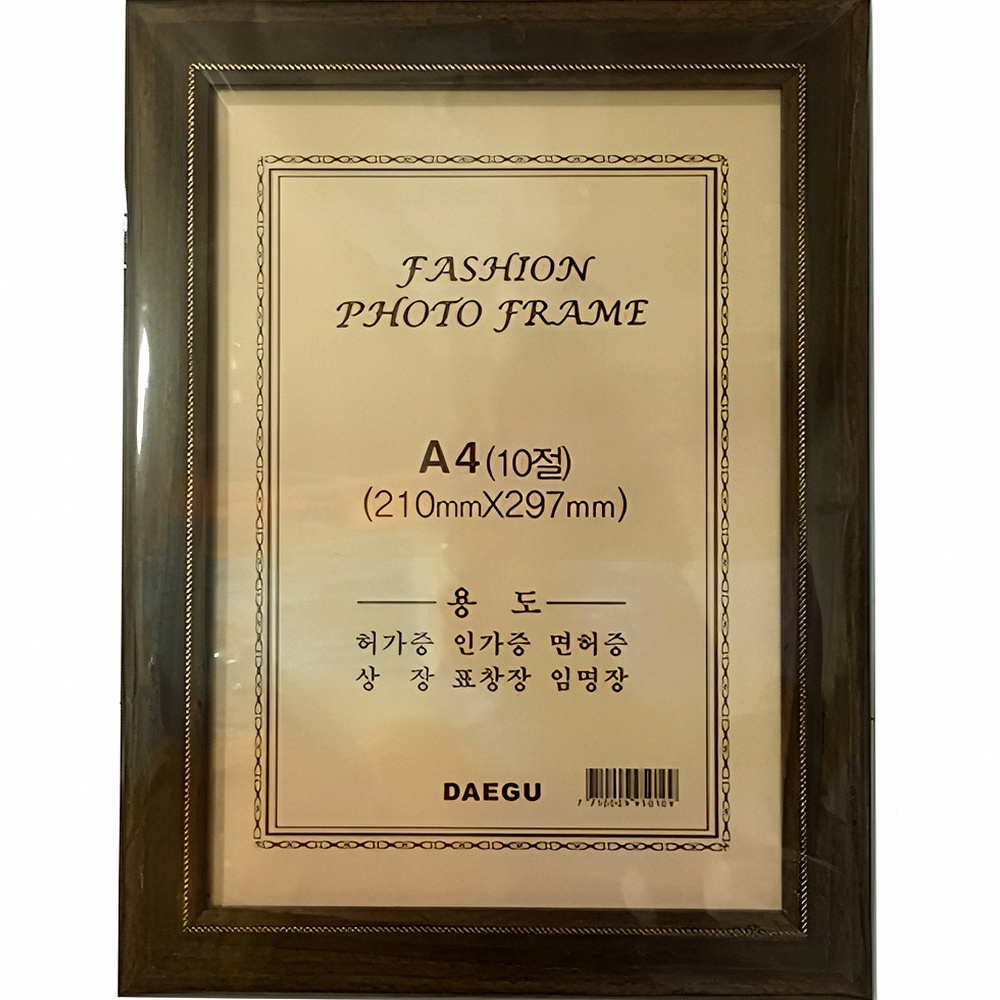 FASHION
PHOTO FRAME
A4(10절)
(210mmX297mm)
용 도
허가증 인가증 면허증
상 장 표창장 임명장
DAEGU